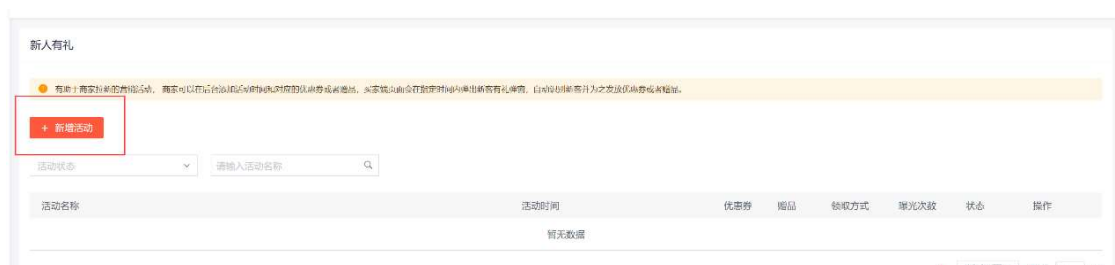 新人有礼
有助于商家拉新的营销活动, 商家可以在后台添加活动时间和对应的优惠券或者赠品, 买家端页面会在指定时间内弹出新客有礼弹窗, 自动识别新客并为之发放优惠券或者赠品。
+ 新增活动
活动状态 请输入活动名称
活动名称 活动时间 优惠券 赠品 领取方式 曝光次数 状态 操作
暂无数据